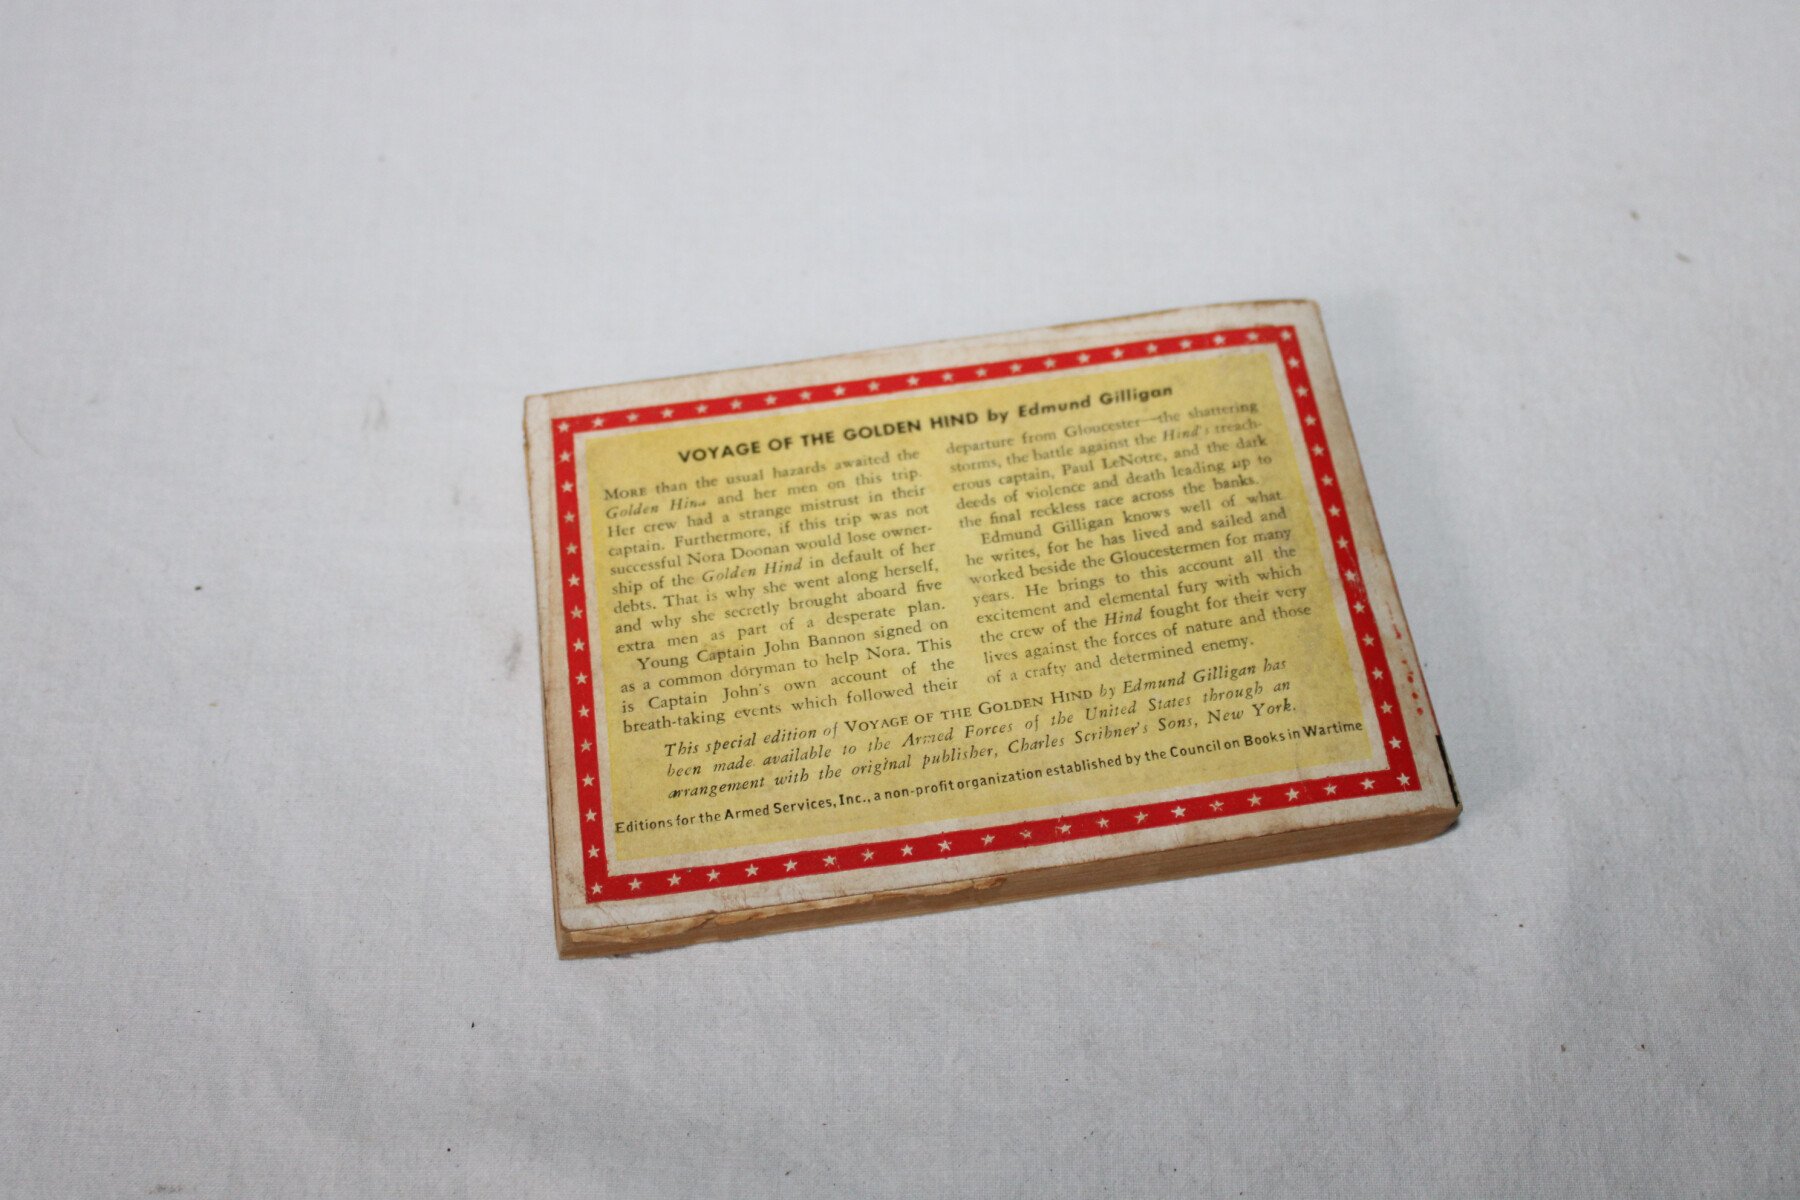 VOYAGE OF THE GOLDEN HIND by Edmund Gilligan
MORE than the usual hazards awaited the
Golden Hind and her men on this trip.
Her crew had a strange mistrust in their
captain. Furthermore, if this trip was not
successful Nora Doonan would lose owner-
ship of the Golden Hind in default of her
debts. That is why she went along herself,
and why she secretly brought aboard five
extra men as part of a desperate plan.
Young Captain John Bannon signed on
as a common doryman to help Nora. This
is Captain John's own account of the
breath-taking events which followed their
departure from Gloucester—the shattering
storms, the battle against the Hind's treach-
erous captain, Paul LeNotre, and the dark
deeds of violence and death leading up to
the final reckless race across the banks.
Edmund Gilligan knows well of what
he writes, for he has lived and sailed and
worked beside the Gloucestermen for many
years. He brings to this account all the
excitement and elemental fury with which
the crew of the Hind fought for their very
lives against the forces of nature and those
of a crafty and determined enemy.
This special edition of VOYAGE OF THE GOLDEN HIND by Edmund Gilligan has
been made available to the Armed Forces of the United States through an
arrangement with the original publisher, Charles Scribner's Sons, New York.
Editions for the Armed Services, Inc., a non-profit organization established by the Council on Books in Wartime